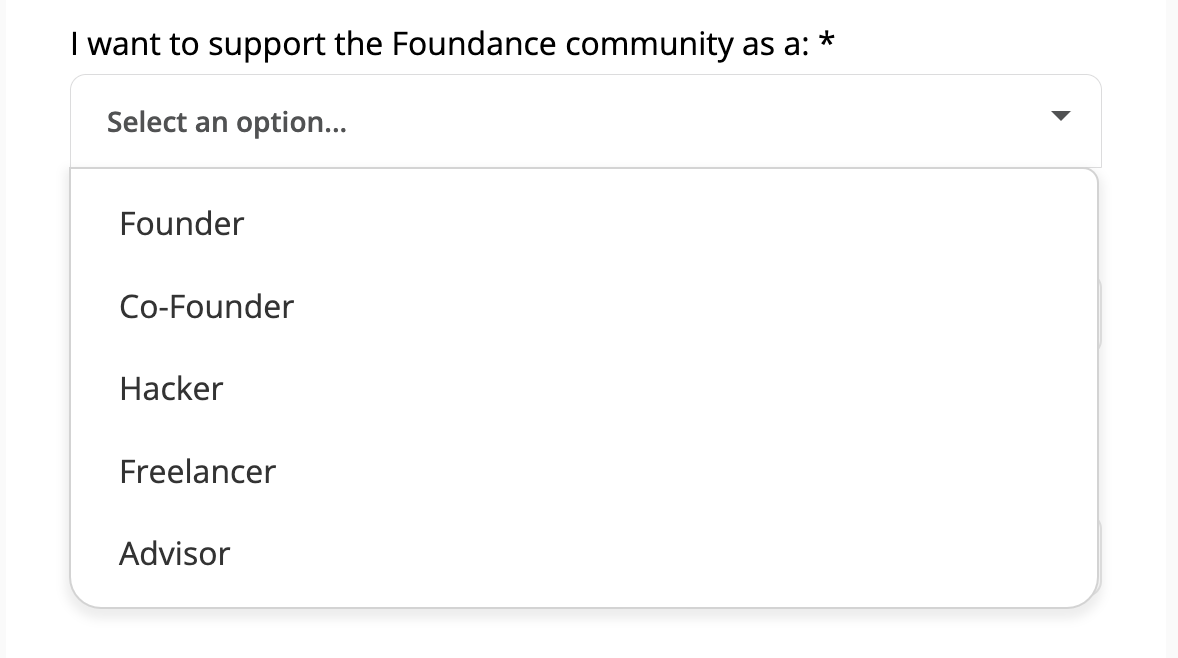 I want to support the Foundance community as a: *
Select an option...
Founder
Co-Founder
Hacker
Freelancer
Advisor